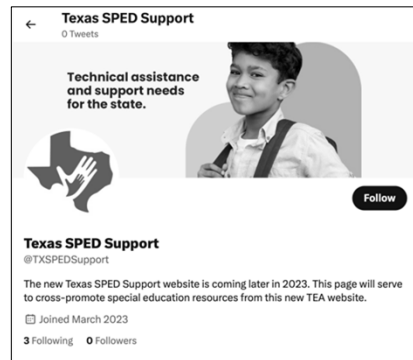 Texas SPED Support
0 Tweets
Technical assistance
and support needs
for the state.
Follow
Texas SPED Support
@TXSPEDSupport
The new Texas SPED Support website is coming later in 2023. This page will serve
to cross-promote special education resources from this new TEA website.
Joined March 2023
3 Following 0 Followers